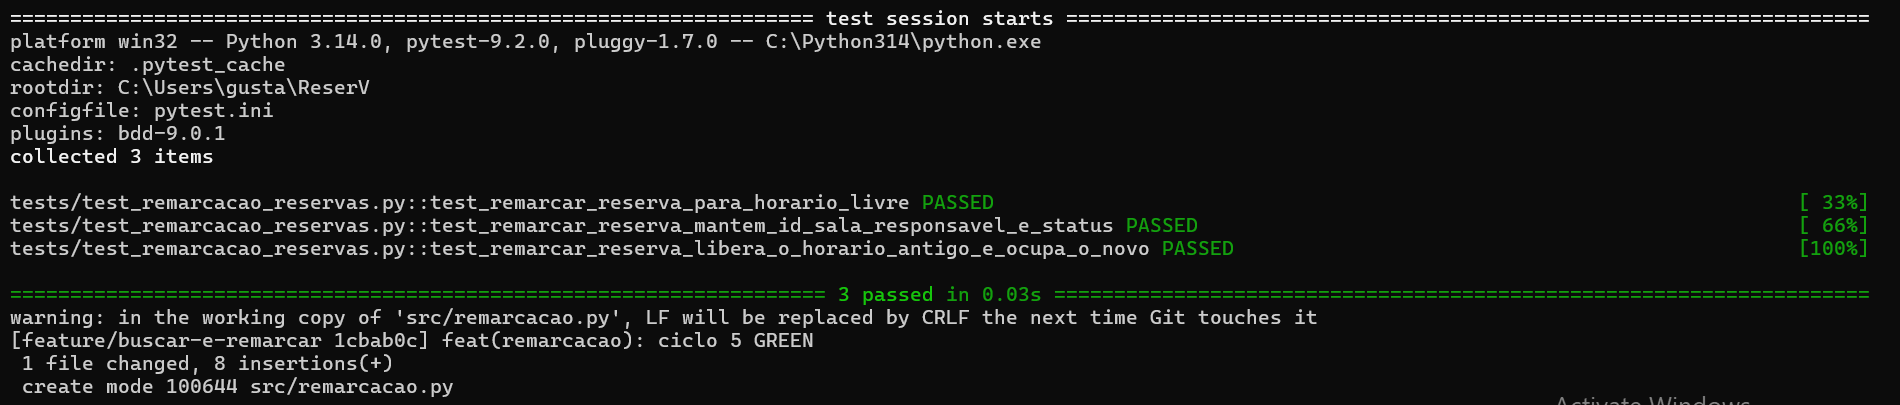 =================================================================== test session starts ===================================================================
platform win32 -- Python 3.14.0, pytest-9.2.0, pluggy-1.7.0 -- C:\Python314\python.exe
cachedir: .pytest_cache
rootdir: C:\Users\gusta\ReserV
configfile: pytest.ini
plugins: bdd-9.0.1
collected 3 items
tests/test_remarcacao_reservas.py::test_remarcar_reserva_para_horario_livre PASSED [ 33%]
tests/test_remarcacao_reservas.py::test_remarcar_reserva_mantem_id_sala_responsavel_e_status PASSED [ 66%]
tests/test_remarcacao_reservas.py::test_remarcar_reserva_libera_o_horario_antigo_e_ocupa_o_novo PASSED [100%]
==================================================================== 3 passed in 0.03s ====================================================================
warning: in the working copy of 'src/remarcacao.py', LF will be replaced by CRLF the next time Git touches it
[feature/buscar-e-remarcar 1cbab0c] feat(remarcacao): ciclo 5 GREEN
1 file changed, 8 insertions(+)
create mode 100644 src/remarcacao.py
Activate Windows